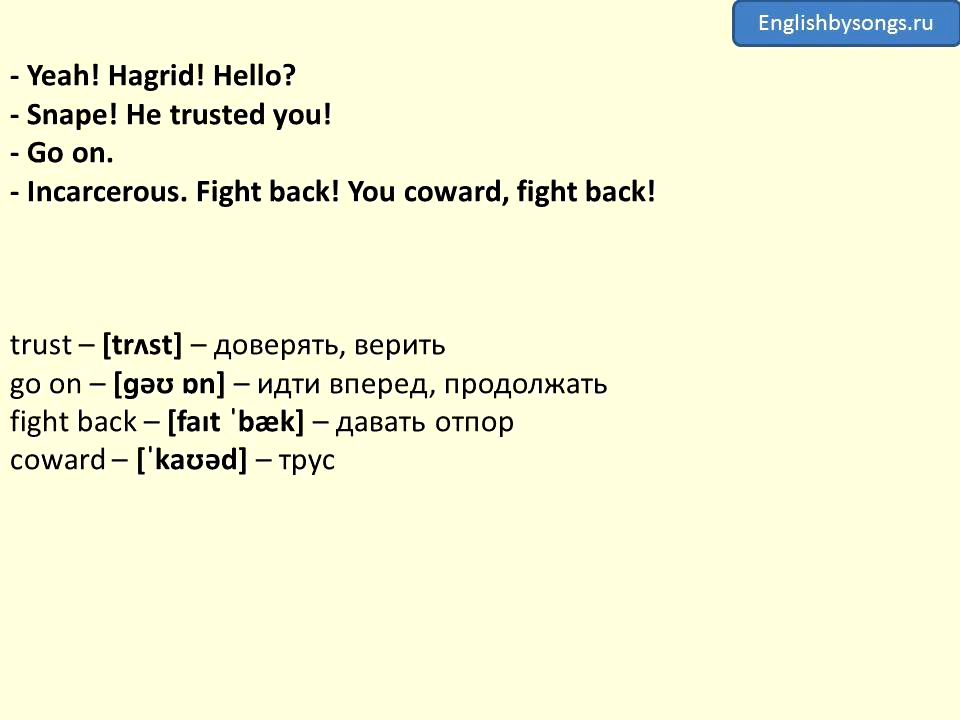 Englishbysongs.ru
- Yeah! Hagrid! Hello?
- Snape! He trusted you!
- Go on.
- Incarcerous. Fight back! You coward, fight back!
trust – [trʌst] – доверять, верить
go on – [ɡəʊ ɒn] – идти вперед, продолжать
fight back – [faɪt ˈbæk] – давать отпор
coward – [ˈkaʊəd] – трус